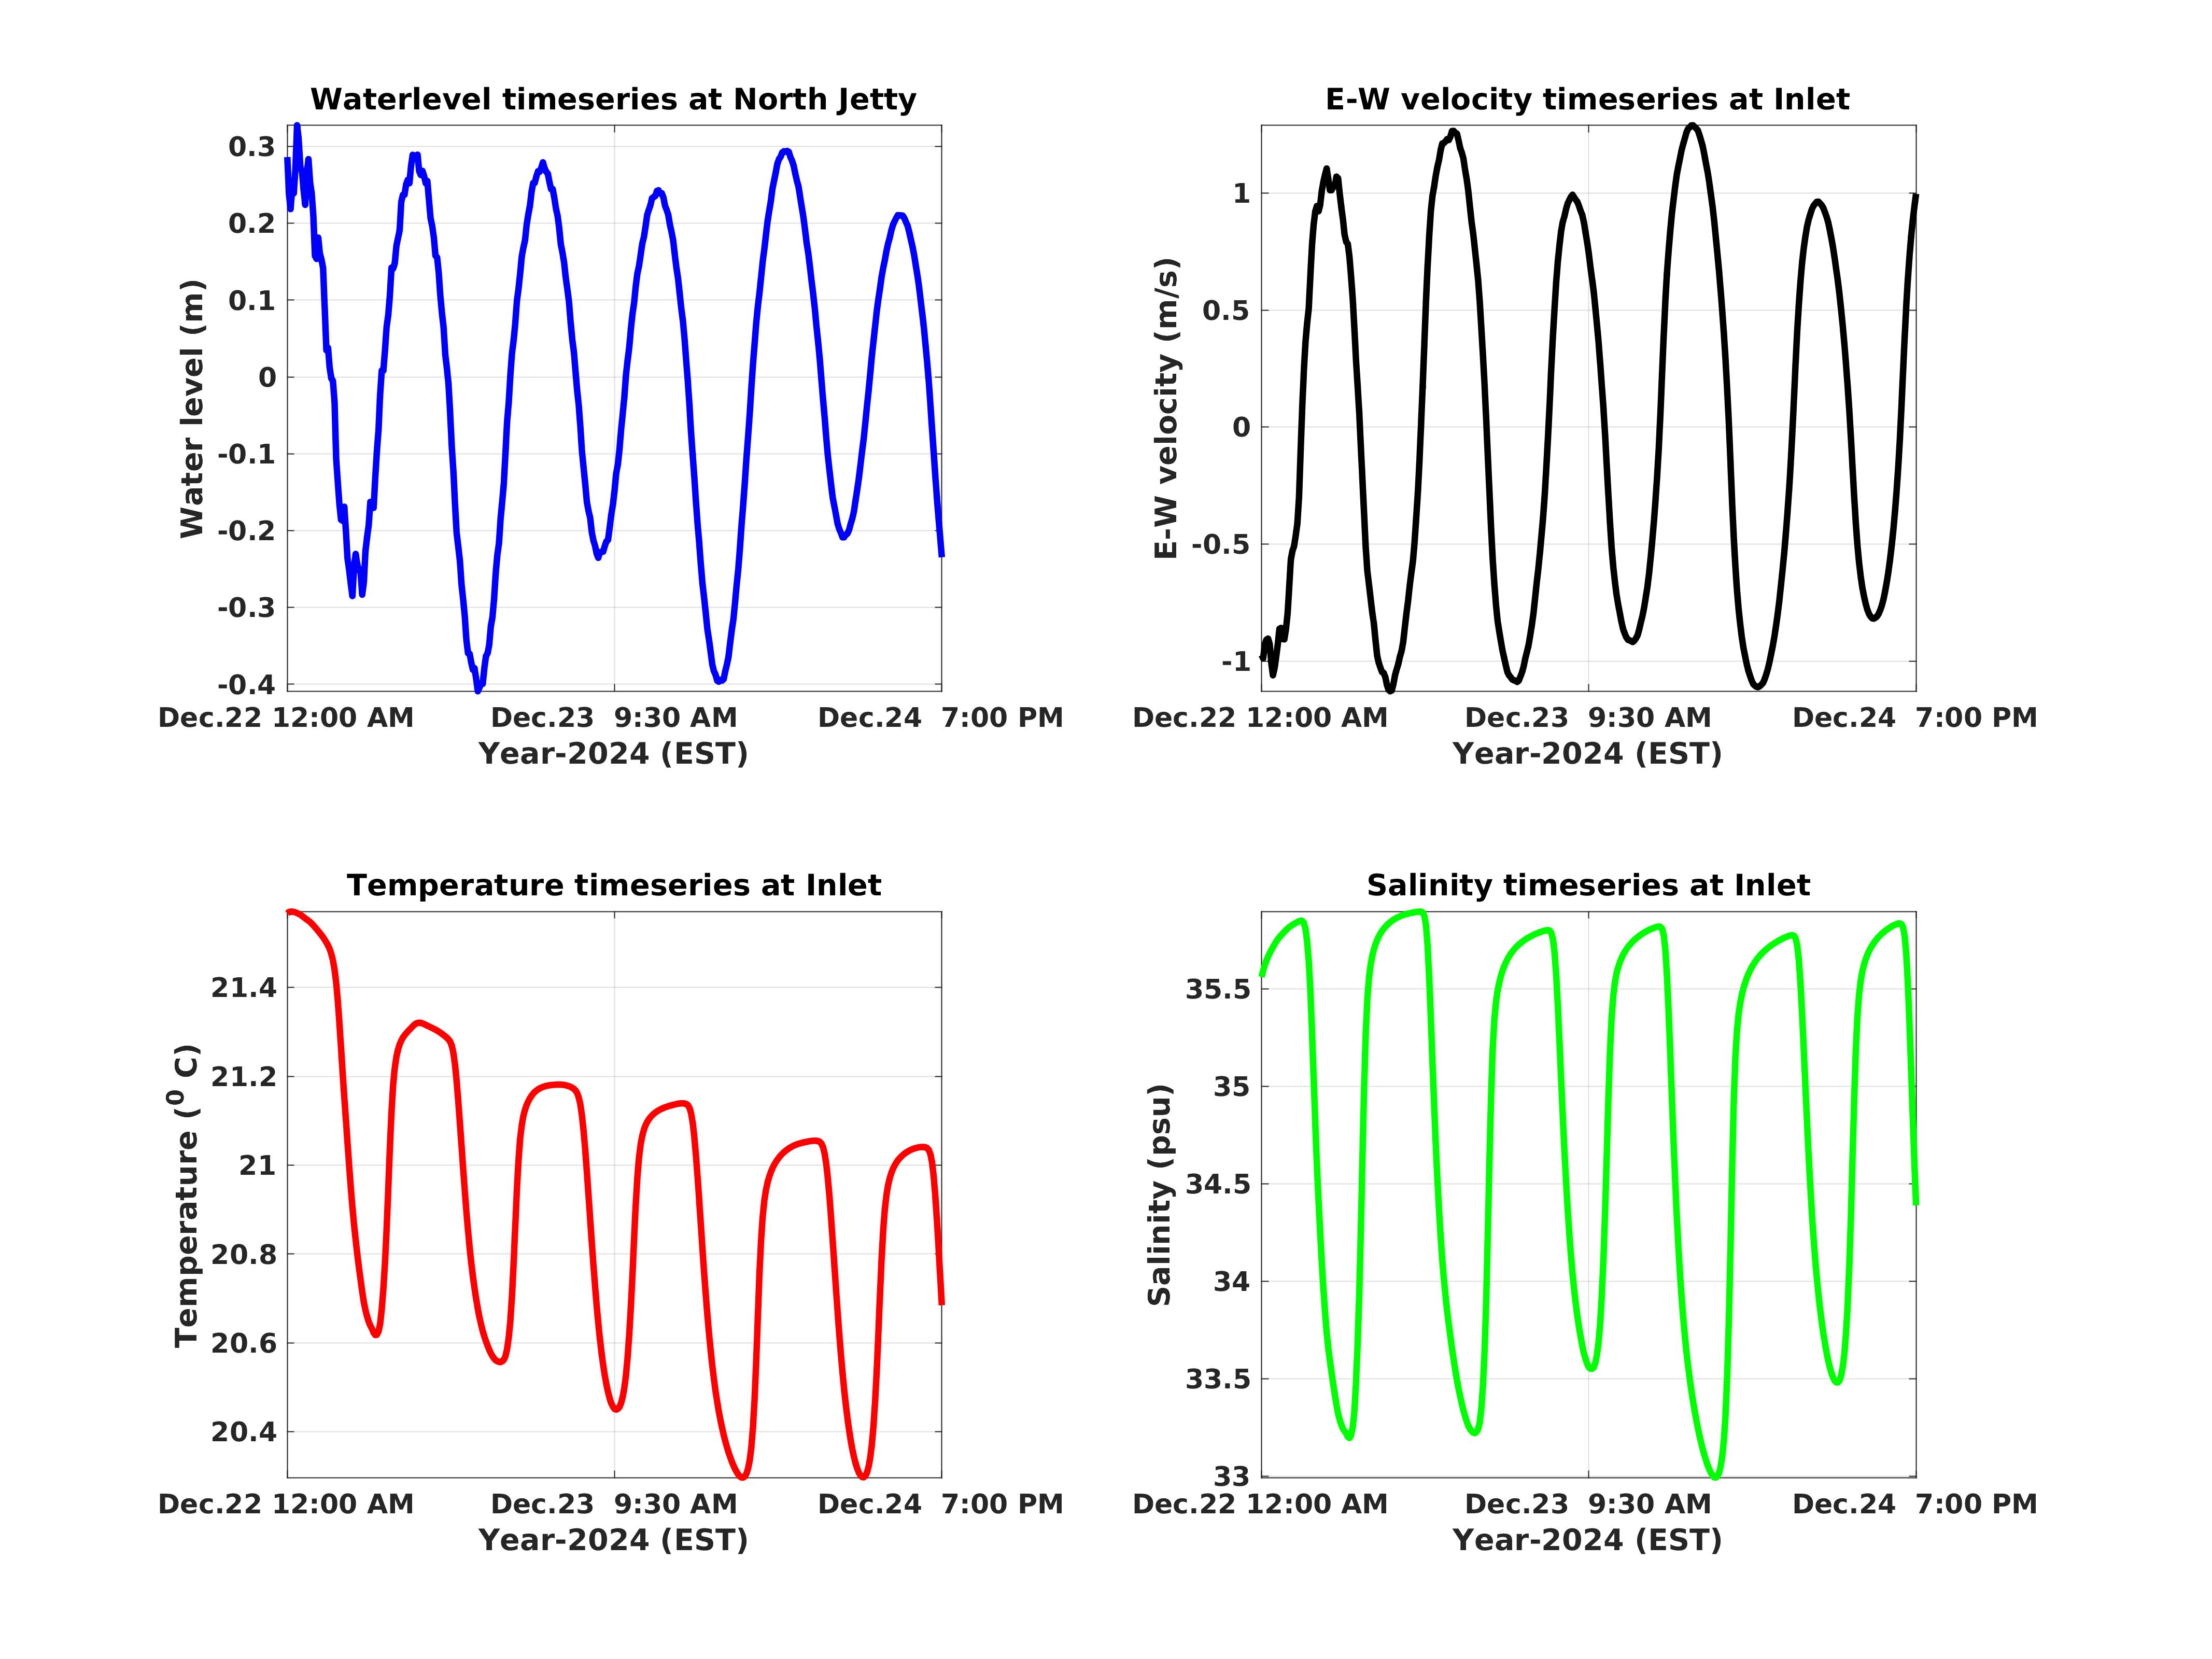 Waterlevel timeseries at North Jetty
0.3
0.2
0.1
0
-0.1
-0.2
-0.3
-0.4
Water level (m)
Dec.22 12:00 AM Dec.23 9:30 AM Dec.24 7:00 PM
Year-2024 (EST)
E-W velocity timeseries at Inlet
1
0.5
0
-0.5
-1
E-W velocity (m/s)
Dec.22 12:00 AM Dec.23 9:30 AM Dec.24 7:00 PM
Year-2024 (EST)
Temperature timeseries at Inlet
21.4
21.2
21
20.8
20.6
20.4
Temperature (⁰ C)
Dec.22 12:00 AM Dec.23 9:30 AM Dec.24 7:00 PM
Year-2024 (EST)
Salinity timeseries at Inlet
35.5
35
34.5
34
33.5
33
Salinity (psu)
Dec.22 12:00 AM Dec.23 9:30 AM Dec.24 7:00 PM
Year-2024 (EST)